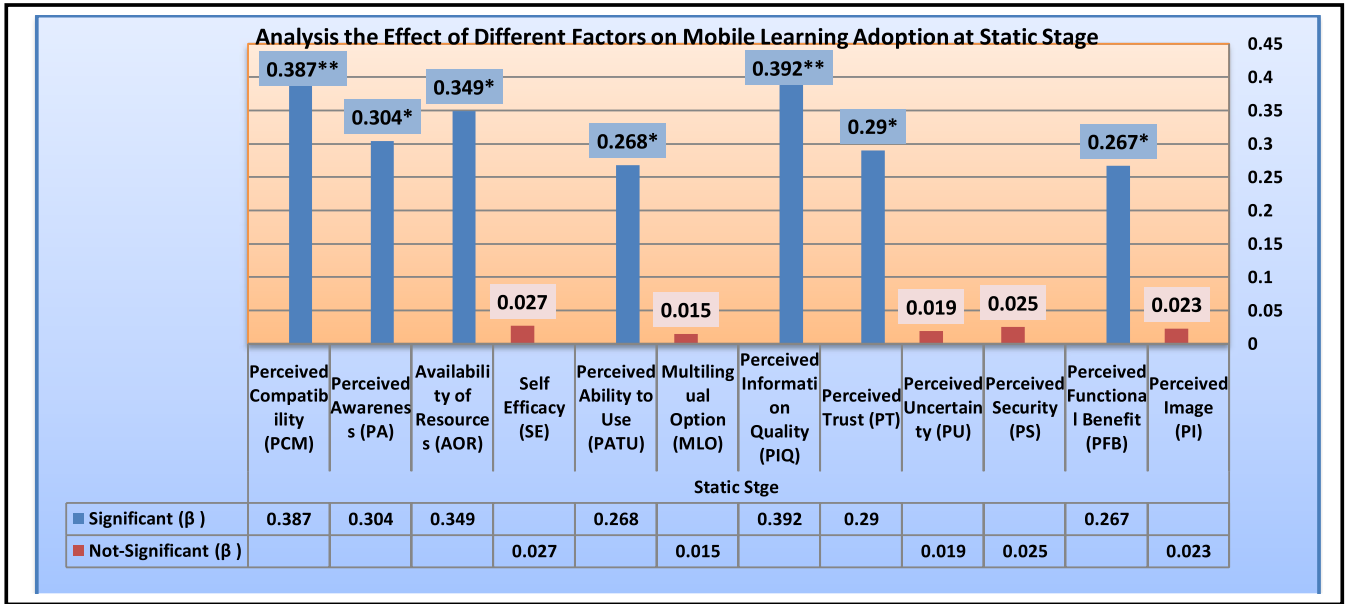 Analysis the Effect of Different Factors on Mobile Learning Adoption at Static Stage
0.45
0.4
0.35
0.3
0.25
0.2
0.15
0.1
0.05
0
0.387**
0.304*
0.349*
0.027
0.268*
0.015
0.392**
0.29*
0.019
0.025
0.267*
0.023
Perceived
Compatib
ility
(PCM)
Perceived
Awarenes
s (PA)
Availabili
ty of
Resource
s (AOR)
Self
Efficacy
(SE)
Perceived
Ability to
Use
(PATU)
Multiling
ual
Option
(MLO)
Perceived
Informati
on
Quality
(PIQ)
Perceived
Trust (PT)
Perceived
Uncertain
ty (PU)
Perceived
Security
(PS)
Perceived
Functiona
l Benefit
(PFB)
Perceived
Image
(PI)
Static Stge
Significant (β ) 0.387 0.304 0.349 0.268 0.392 0.29 0.267
Not-Significant (β ) 0.027 0.015 0.019 0.025 0.023